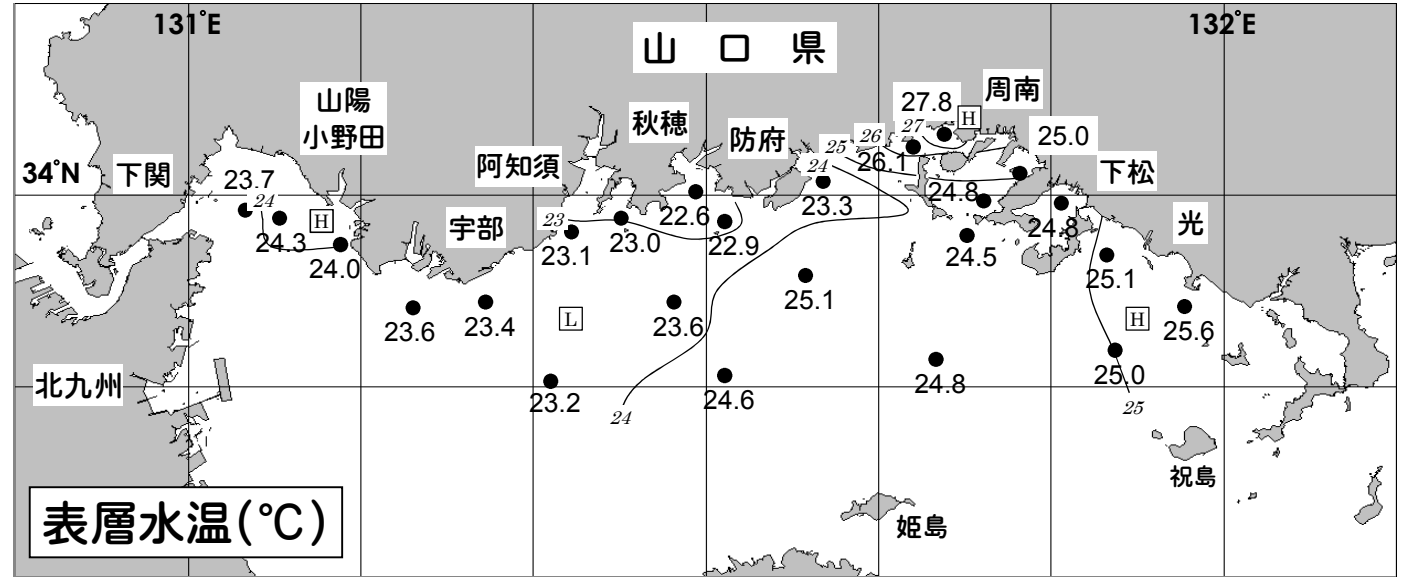 131°E
132°E
山口県
山陽
小野田
秋穂
防府
周南
27.8
H
27
26
25
24
26.1
25.0
阿知須
下松
34°N
下関
23.7
24
24.3
H
24.0
宇部
23
23.1
23.0
22.6
22.9
23.3
24.8
24.5
24.8
光
25.1
25.1
H
25.6
23.6
23.4
L
23.6
25.0
25
北九州
23.2
24
24.6
24.8
祝島
姫島
表層水温(℃)